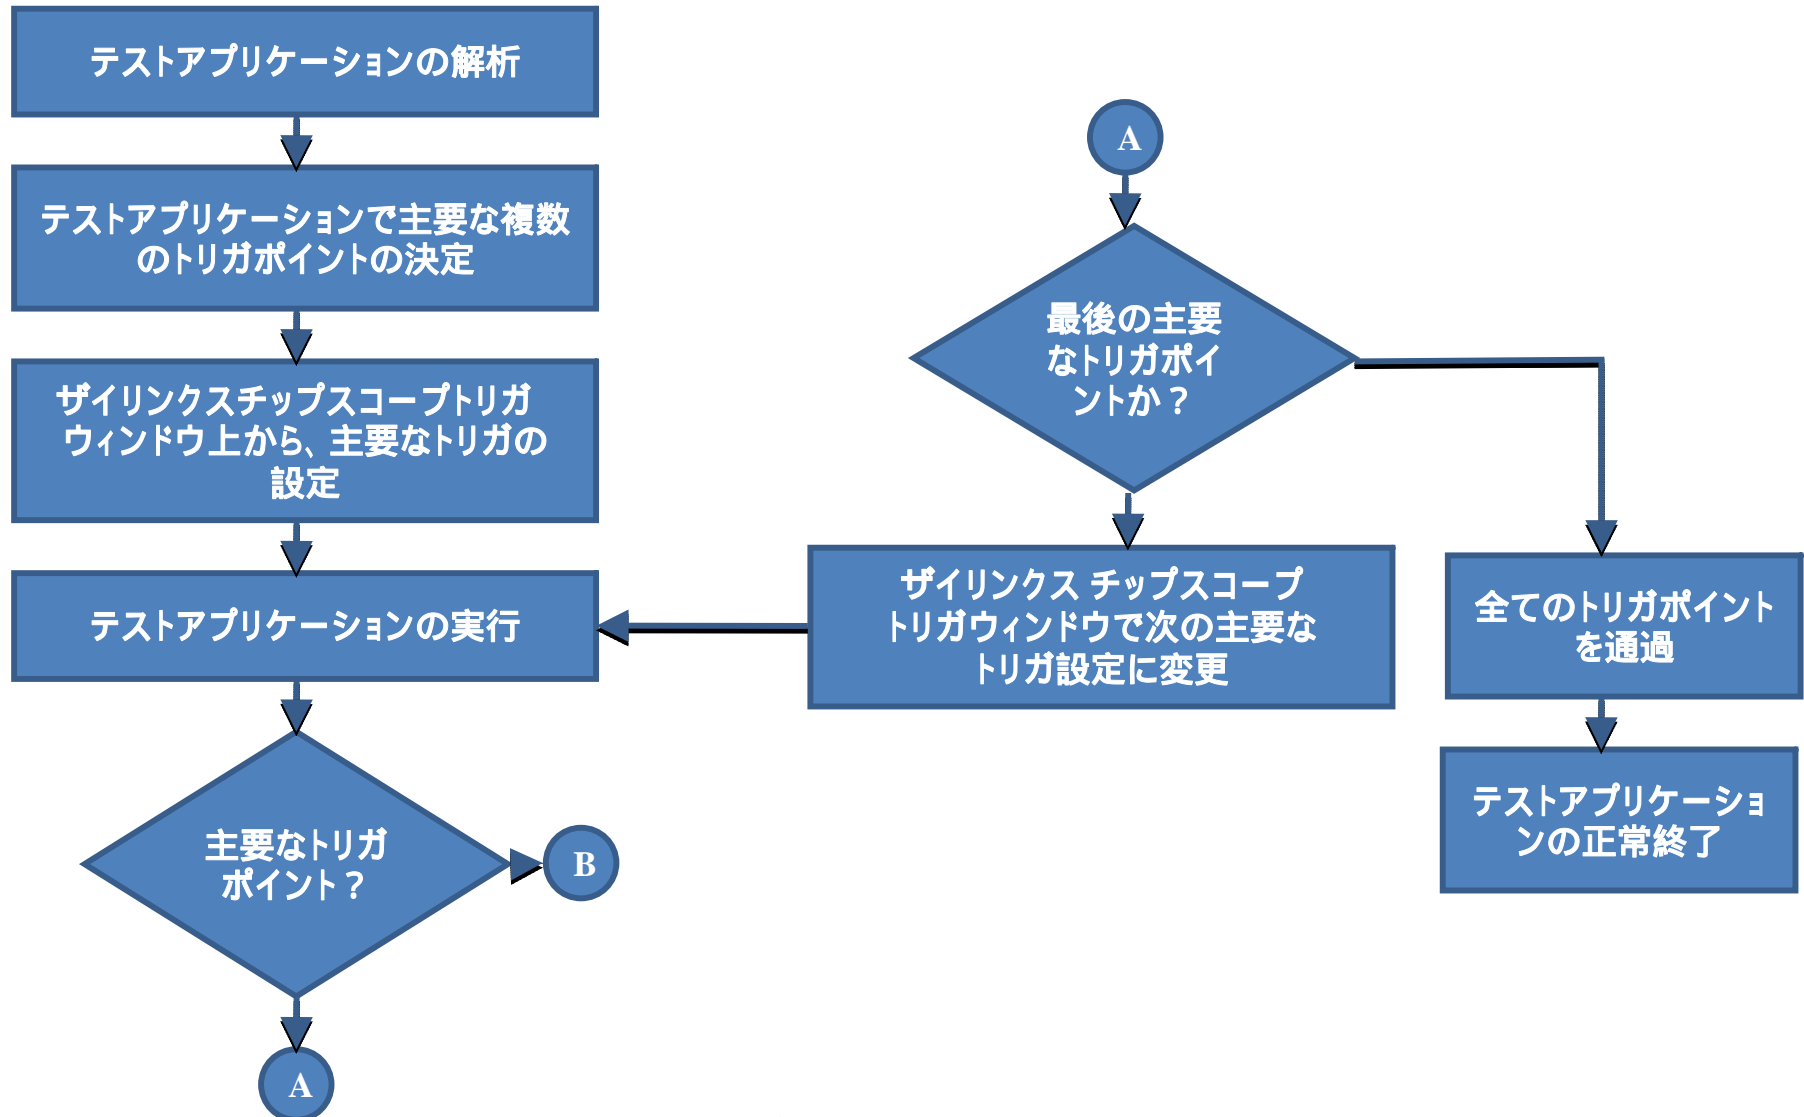 テストアプリケーションの解析
テストアプリケーションで主要な複数
のトリガポイントの決定
ザイリンクスチップスコープトリガ
ウィンドウ上から、主要なトリガの
設定
テストアプリケーションの実行
主要なトリガ
ポイント？
B
A
A
最後の主要
なトリガポイ
ントか？
ザイリンクス チップスコープ
トリガウィンドウで次の主要な
トリガ設定に変更
全てのトリガポイント
を通過
テストアプリケーショ
ンの正常終了